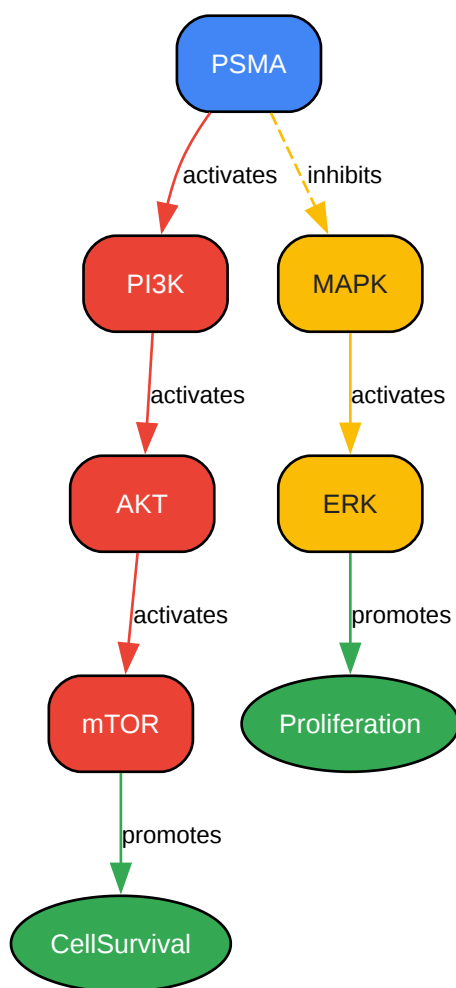 PSMA
activates
inhibits
PI3K
MAPK
activates
activates
AKT
ERK
activates
promotes
mTOR
Proliferation
promotes
CellSurvival